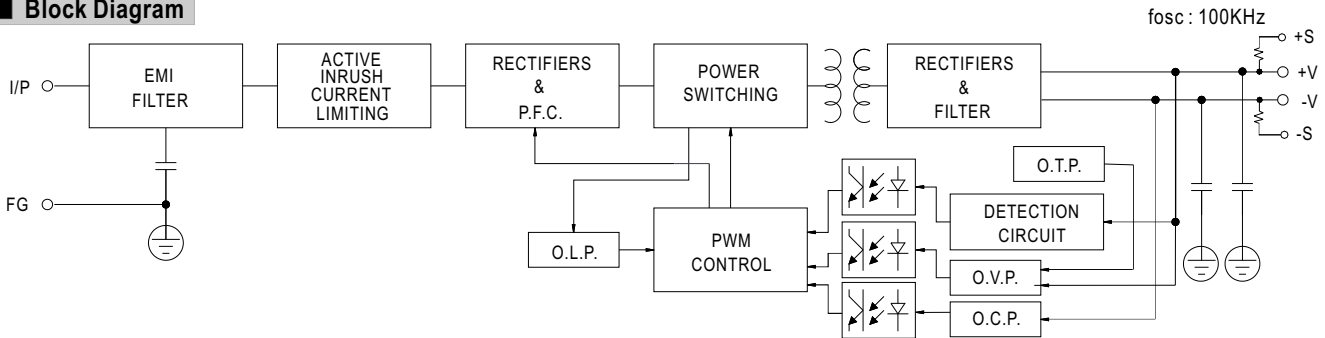 Block Diagram
fosc : 100KHz
I/P
EMI
FILTER
ACTIVE
INRUSH
CURRENT
LIMITING
RECTIFIERS
&
P.F.C.
POWER
SWITCHING
RECTIFIERS
&
FILTER
+S
+V
-V
-S
FG
O.L.P.
PWM
CONTROL
O.T.P.
DETECTION
CIRCUIT
O.V.P.
O.C.P.